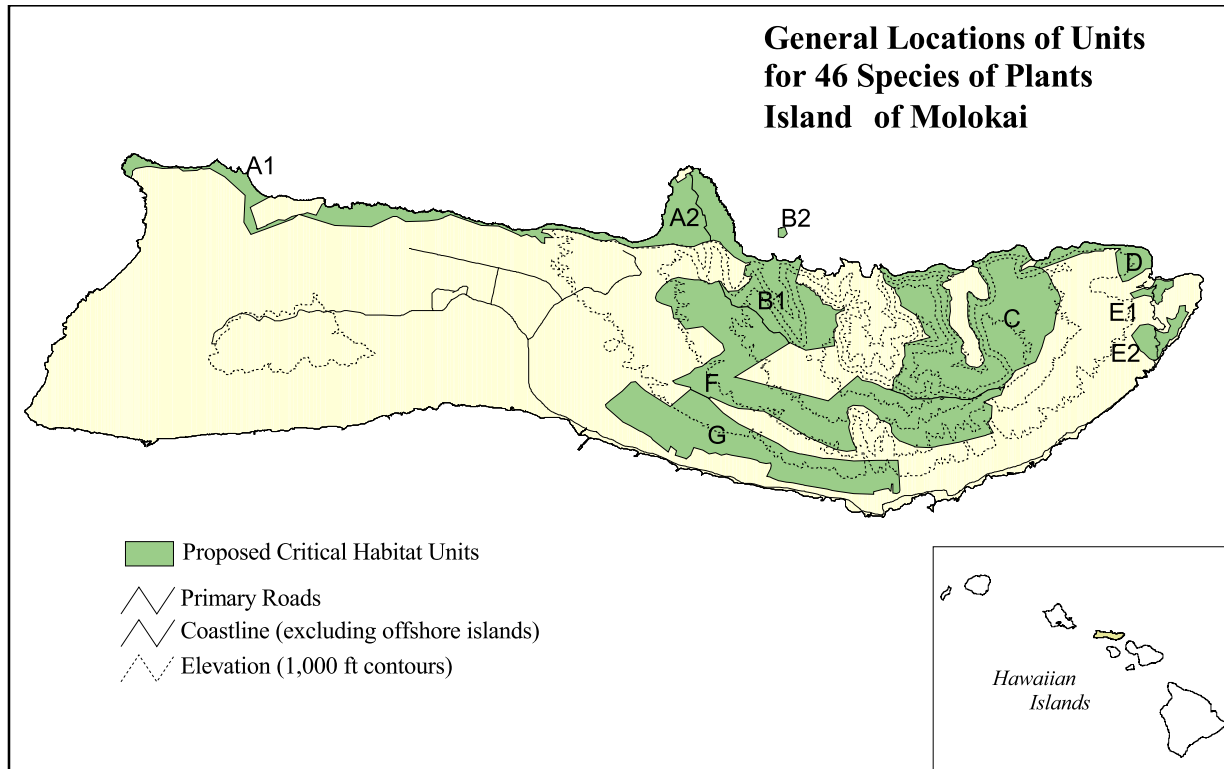 General Locations of Units
for 46 Species of Plants
Island of Molokai
A1
A2
B2
B1
C
D
E1
E2
F
G
Proposed Critical Habitat Units
Primary Roads
Coastline (excluding offshore islands)
Elevation (1,000 ft contours)
Hawaiian
Islands